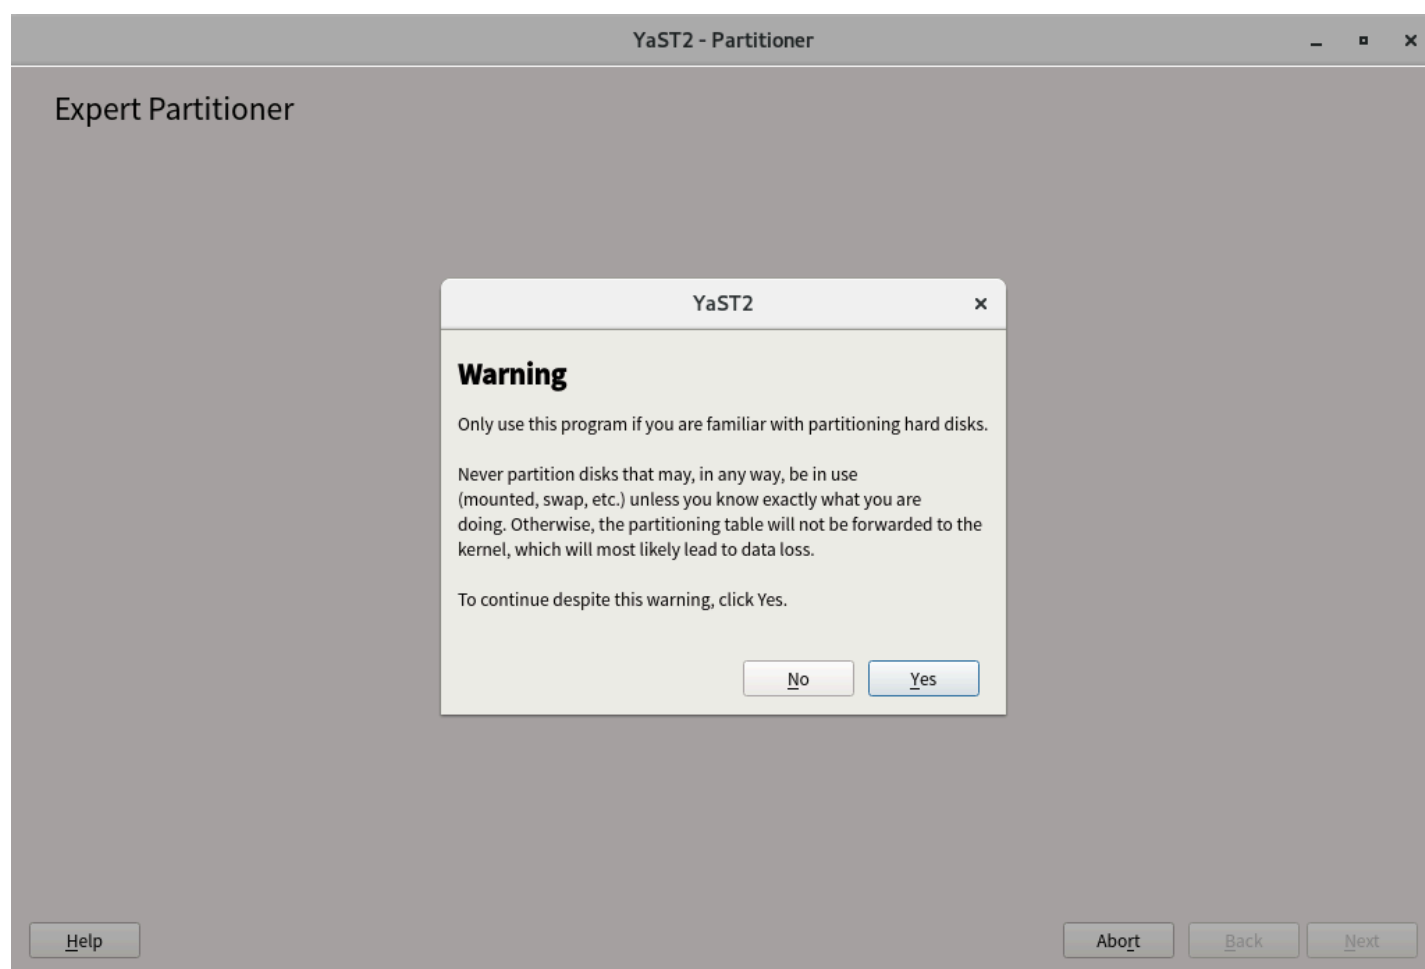 YaST2 - Partitioner
Expert Partitioner
YaST2
Warning
Only use this program if you are familiar with partitioning hard disks.
Never partition disks that may, in any way, be in use
(mounted, swap, etc.) unless you know exactly what you are
doing. Otherwise, the partitioning table will not be forwarded to the
kernel, which will most likely lead to data loss.
To continue despite this warning, click Yes.
No Yes
Help Abort Back Next